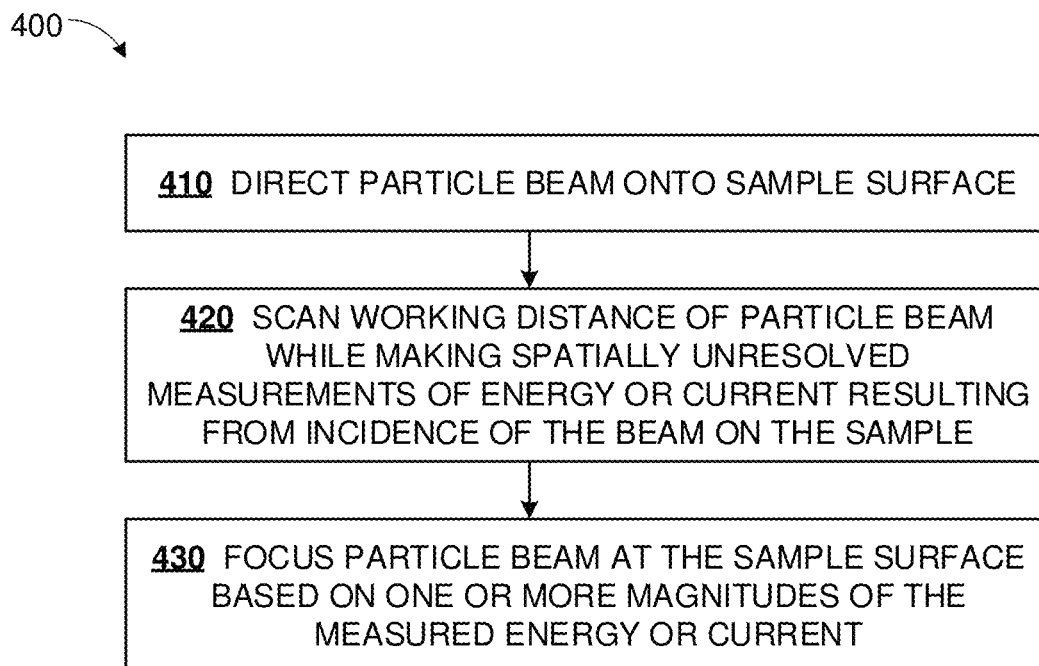 400
410 DIRECT PARTICLE BEAM ONTO SAMPLE SURFACE
420 SCAN WORKING DISTANCE OF PARTICLE BEAM
WHILE MAKING SPATIALLY UNRESOLVED
MEASUREMENTS OF ENERGY OR CURRENT RESULTING
FROM INCIDENCE OF THE BEAM ON THE SAMPLE
430 FOCUS PARTICLE BEAM AT THE SAMPLE SURFACE
BASED ON ONE OR MORE MAGNITUDES OF THE
MEASURED ENERGY OR CURRENT